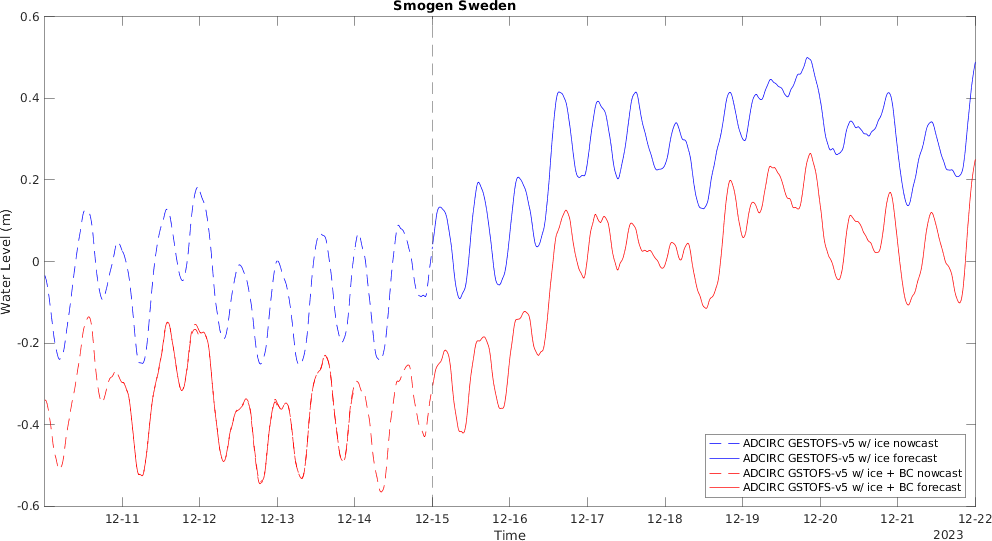 Smogen Sweden
Water Level (m)
0.6
0.4
0.2
0
-0.2
-0.4
-0.6
ADCIRC GESTOFS-v5 w/ ice nowcast
ADCIRC GESTOFS-v5 w/ ice forecast
ADCIRC GSTOFS-v5 w/ ice + BC nowcast
ADCIRC GSTOFS-v5 w/ ice + BC forecast
12-11 12-12 12-13 12-14 12-15 12-16 12-17 12-18 12-19 12-20 12-21 12-22
Time
2023